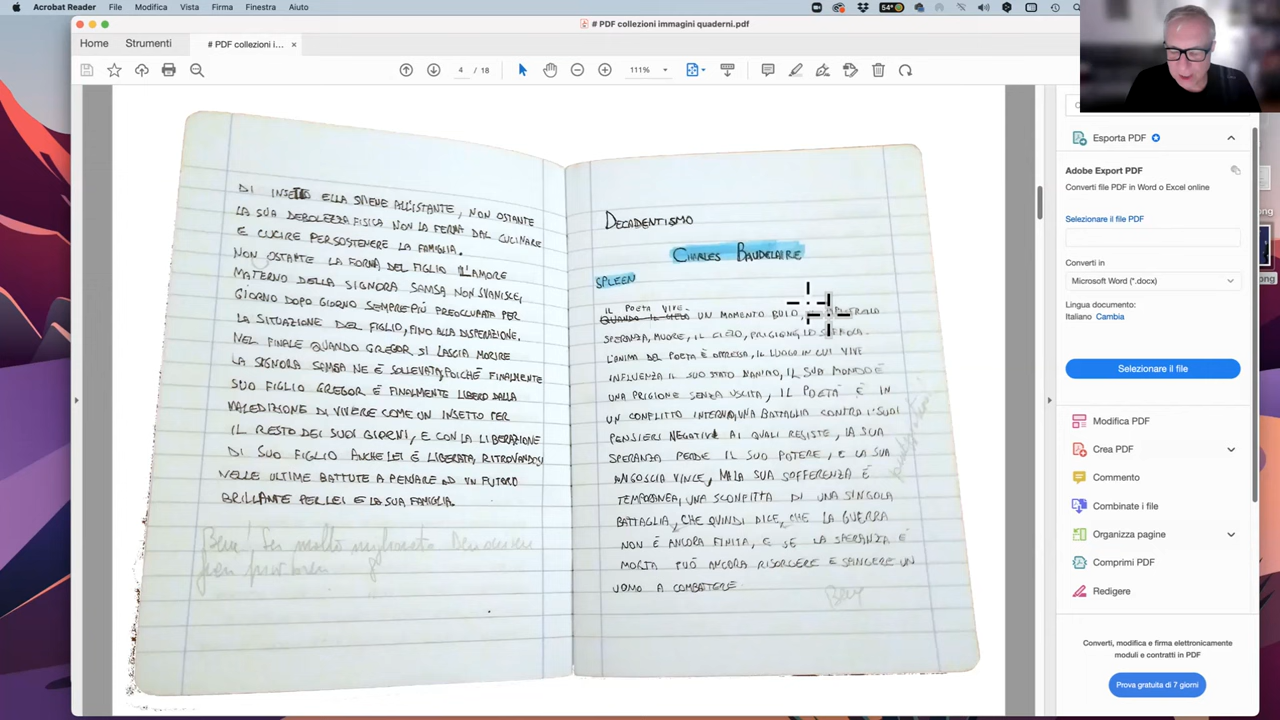 Acrobat Reader File Modifica Vista Firma Finestra Aiuto
54°
# PDF collezioni immagini quaderni.pdf
Home Strumenti # PDF collezioni i... ×
4 / 18 111%
DI INSETTO ELLA SVIENE ALL'ISTANTE, NON OSTANTE
LA SUA DEBOLEZZA FISICA NON LA FERMA DAL CUCINARE
E CUCIRE PER SOSTENERE LA FAMIGLIA.
NON OSTANTE LA FORMA DEL FIGLIO L'AMORE
MATERNO DELLA SIGNORA SAMSA NON SVANISCE,
GIORNO DOPO GIORNO SEMPRE PIÙ PREOCCUPATA PER
LA SITUAZIONE DEL FIGLIO, FINO ALLA DISPERAZIONE.
NEL FINALE QUANDO GREGOR SI LASCIA MORIRE
LA SIGNORA SAMSA NE È SOLLEVATA, POICHÉ FINALMENTE
SUO FIGLIO GREGOR È FINALMENTE LIBERO DALLA
MALEDIZIONE DI VIVERE COME UN INSETTO PER
IL RESTO DEI SUOI GIORNI, E CON LA LIBERAZIONE
DI SUO FIGLIO ANCHE LEI È LIBERATA, RITROVANDOSI
NELLE ULTIME BATTUTE A PENSARE AD UN FUTURO
BRILLANTE PER LEI E LA SUA FAMIGLIA.
Bene! Sei molto migliorato
DECADENTISMO
CHARLES BAUDELAIRE
SPLEEN
IL POETA VIVE
QUANDO IL CIELO UN MOMENTO BUIO,
SPERANZA, MUORE, IL CIELO, PRIGIONE, LO SOFFOCA.
L'ANIMA DEL POETA È OPPRESSA, IL LUOGO IN CUI VIVE
INFLUENZA IL SUO STATO D'ANIMO, IL SUA MONDO È
UNA PRIGIONE SENZA USCITA, IL POETA È IN
UN CONFLITTO INTERNO, UNA BATTAGLIA CONTRO I SUOI
PENSIERI NEGATIVI AI QUALI RESISTE, LA SUA
SPERANZA PERDE IL SUO POTERE, E LA SUA
ANGOSCIA VINCE, MA LA SUA SOFFERENZA È
TEMPORANEA, UNA SCONFITTA DI UNA SINGOLA
BATTAGLIA, CHE QUINDI DICE, CHE LA GUERRA
NON È ANCORA FINITA, E SE LA SPERANZA È
MORTA PUÒ ANCORA RISORGERE E SPINGERE UN
UOMO A COMBATTERE
Bene
Esporta PDF
Adobe Export PDF
Converti file PDF in Word o Excel online
Selezionare il file PDF
Converti in
Microsoft Word (*.docx)
Lingua documento:
Italiano Cambia
Selezionare il file
Modifica PDF
Crea PDF
Commento
Combinate i file
Organizza pagine
Comprimi PDF
Redigere
Converti, modifica e firma elettronicamente
moduli e contratti in PDF
Prova gratuita di 7 giorni